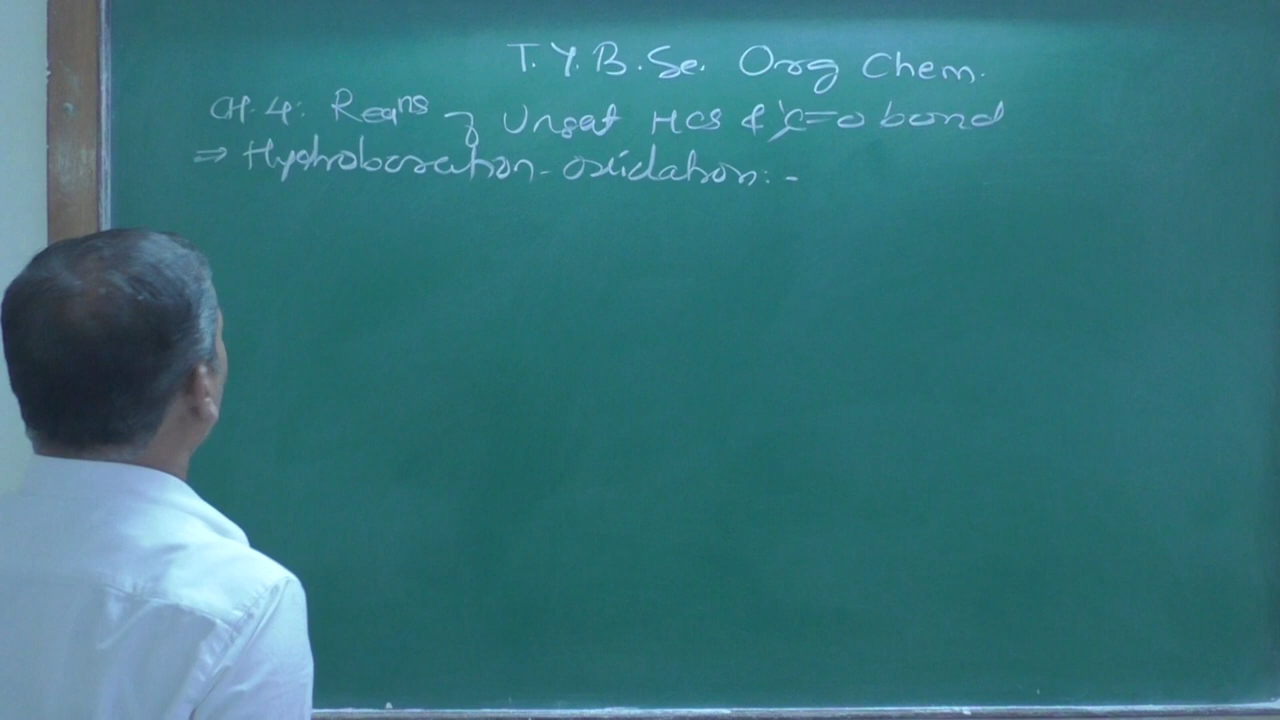 T.Y.B.Sc. Org Chem.
CH. 4: Reaⁿs of Unsat HCs & >C=O bond
⇒ Hydroboration-oxidation:-